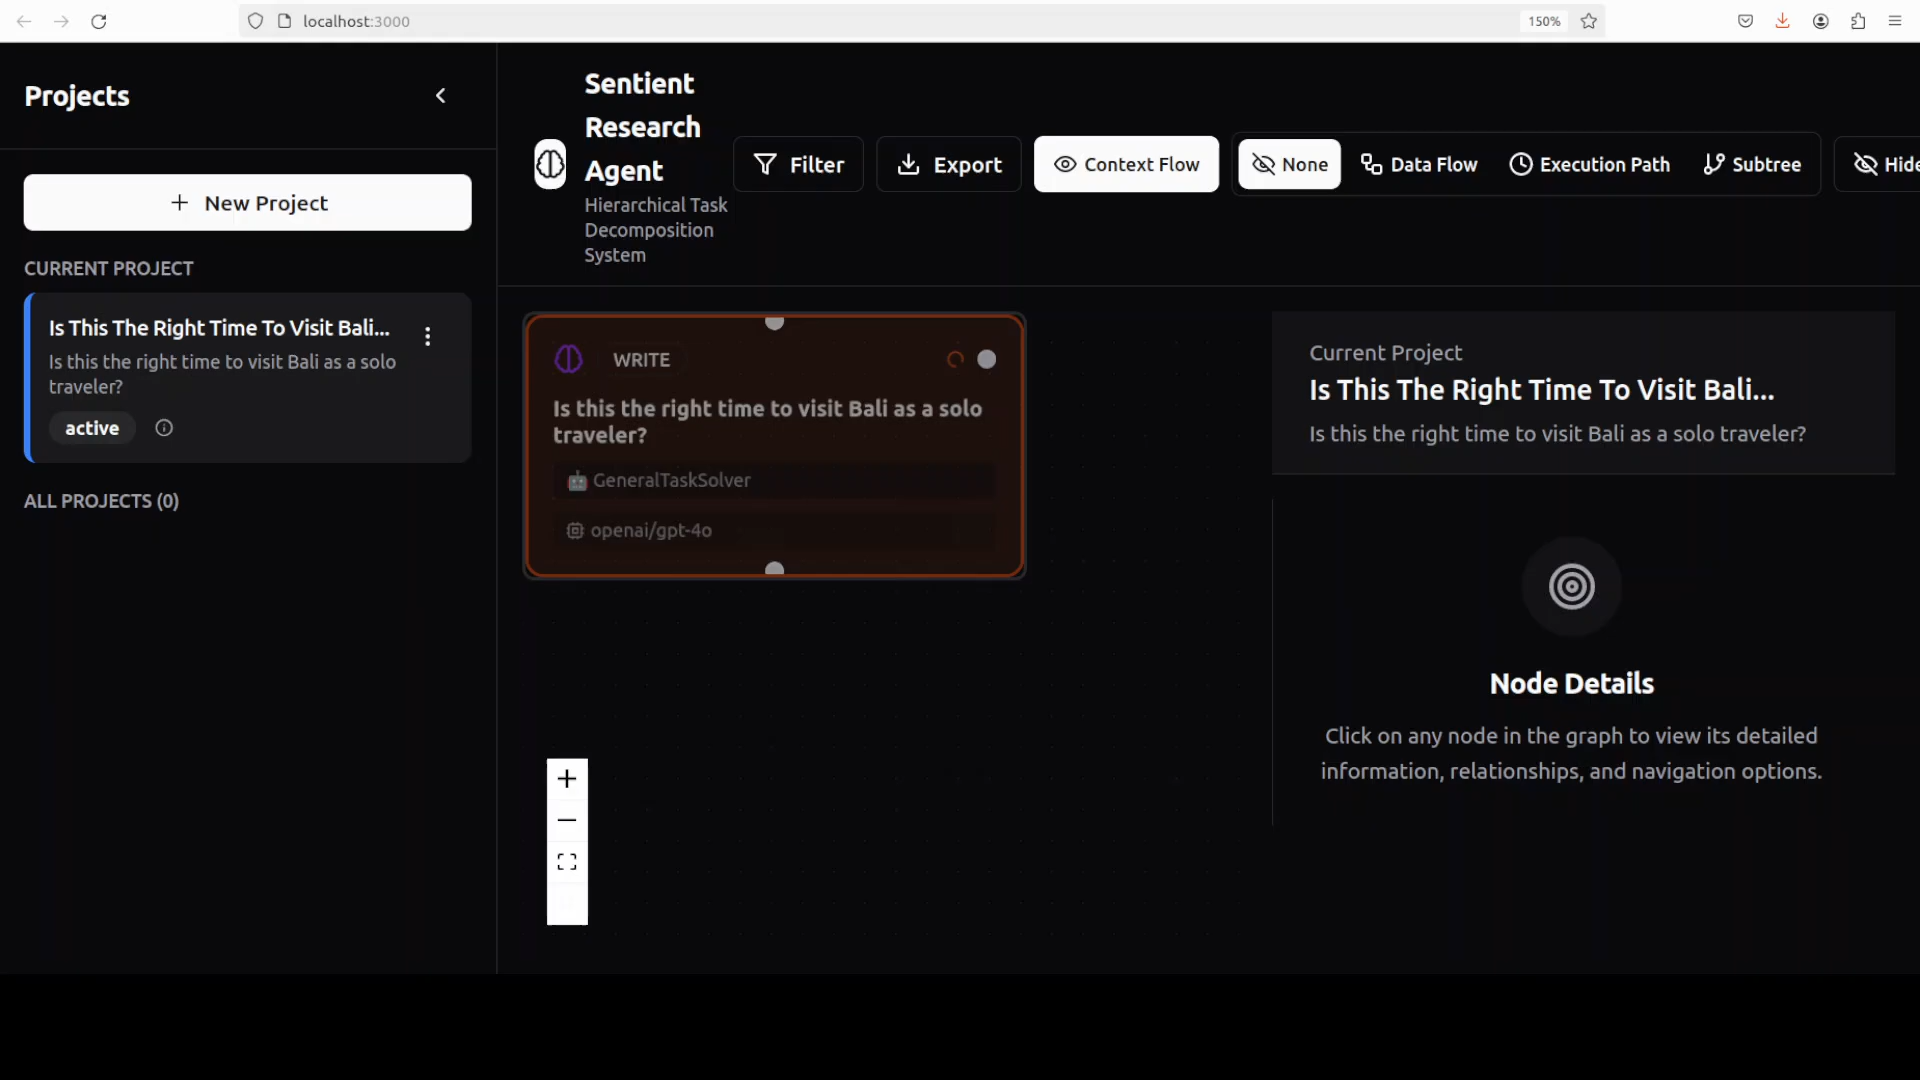 localhost:3000
150%
Projects
New Project
CURRENT PROJECT
Is This The Right Time To Visit Bali...
Is this the right time to visit Bali as a solo
traveler?
active
ALL PROJECTS (0)
Sentient
Research
Agent
Hierarchical Task
Decomposition
System
Filter
Export
Context Flow
None
Data Flow
Execution Path
Subtree
Hide
WRITE
Is this the right time to visit Bali as a solo
traveler?
GeneralTaskSolver
openai/gpt-4o
Current Project
Is This The Right Time To Visit Bali...
Is this the right time to visit Bali as a solo traveler?
Node Details
Click on any node in the graph to view its detailed
information, relationships, and navigation options.